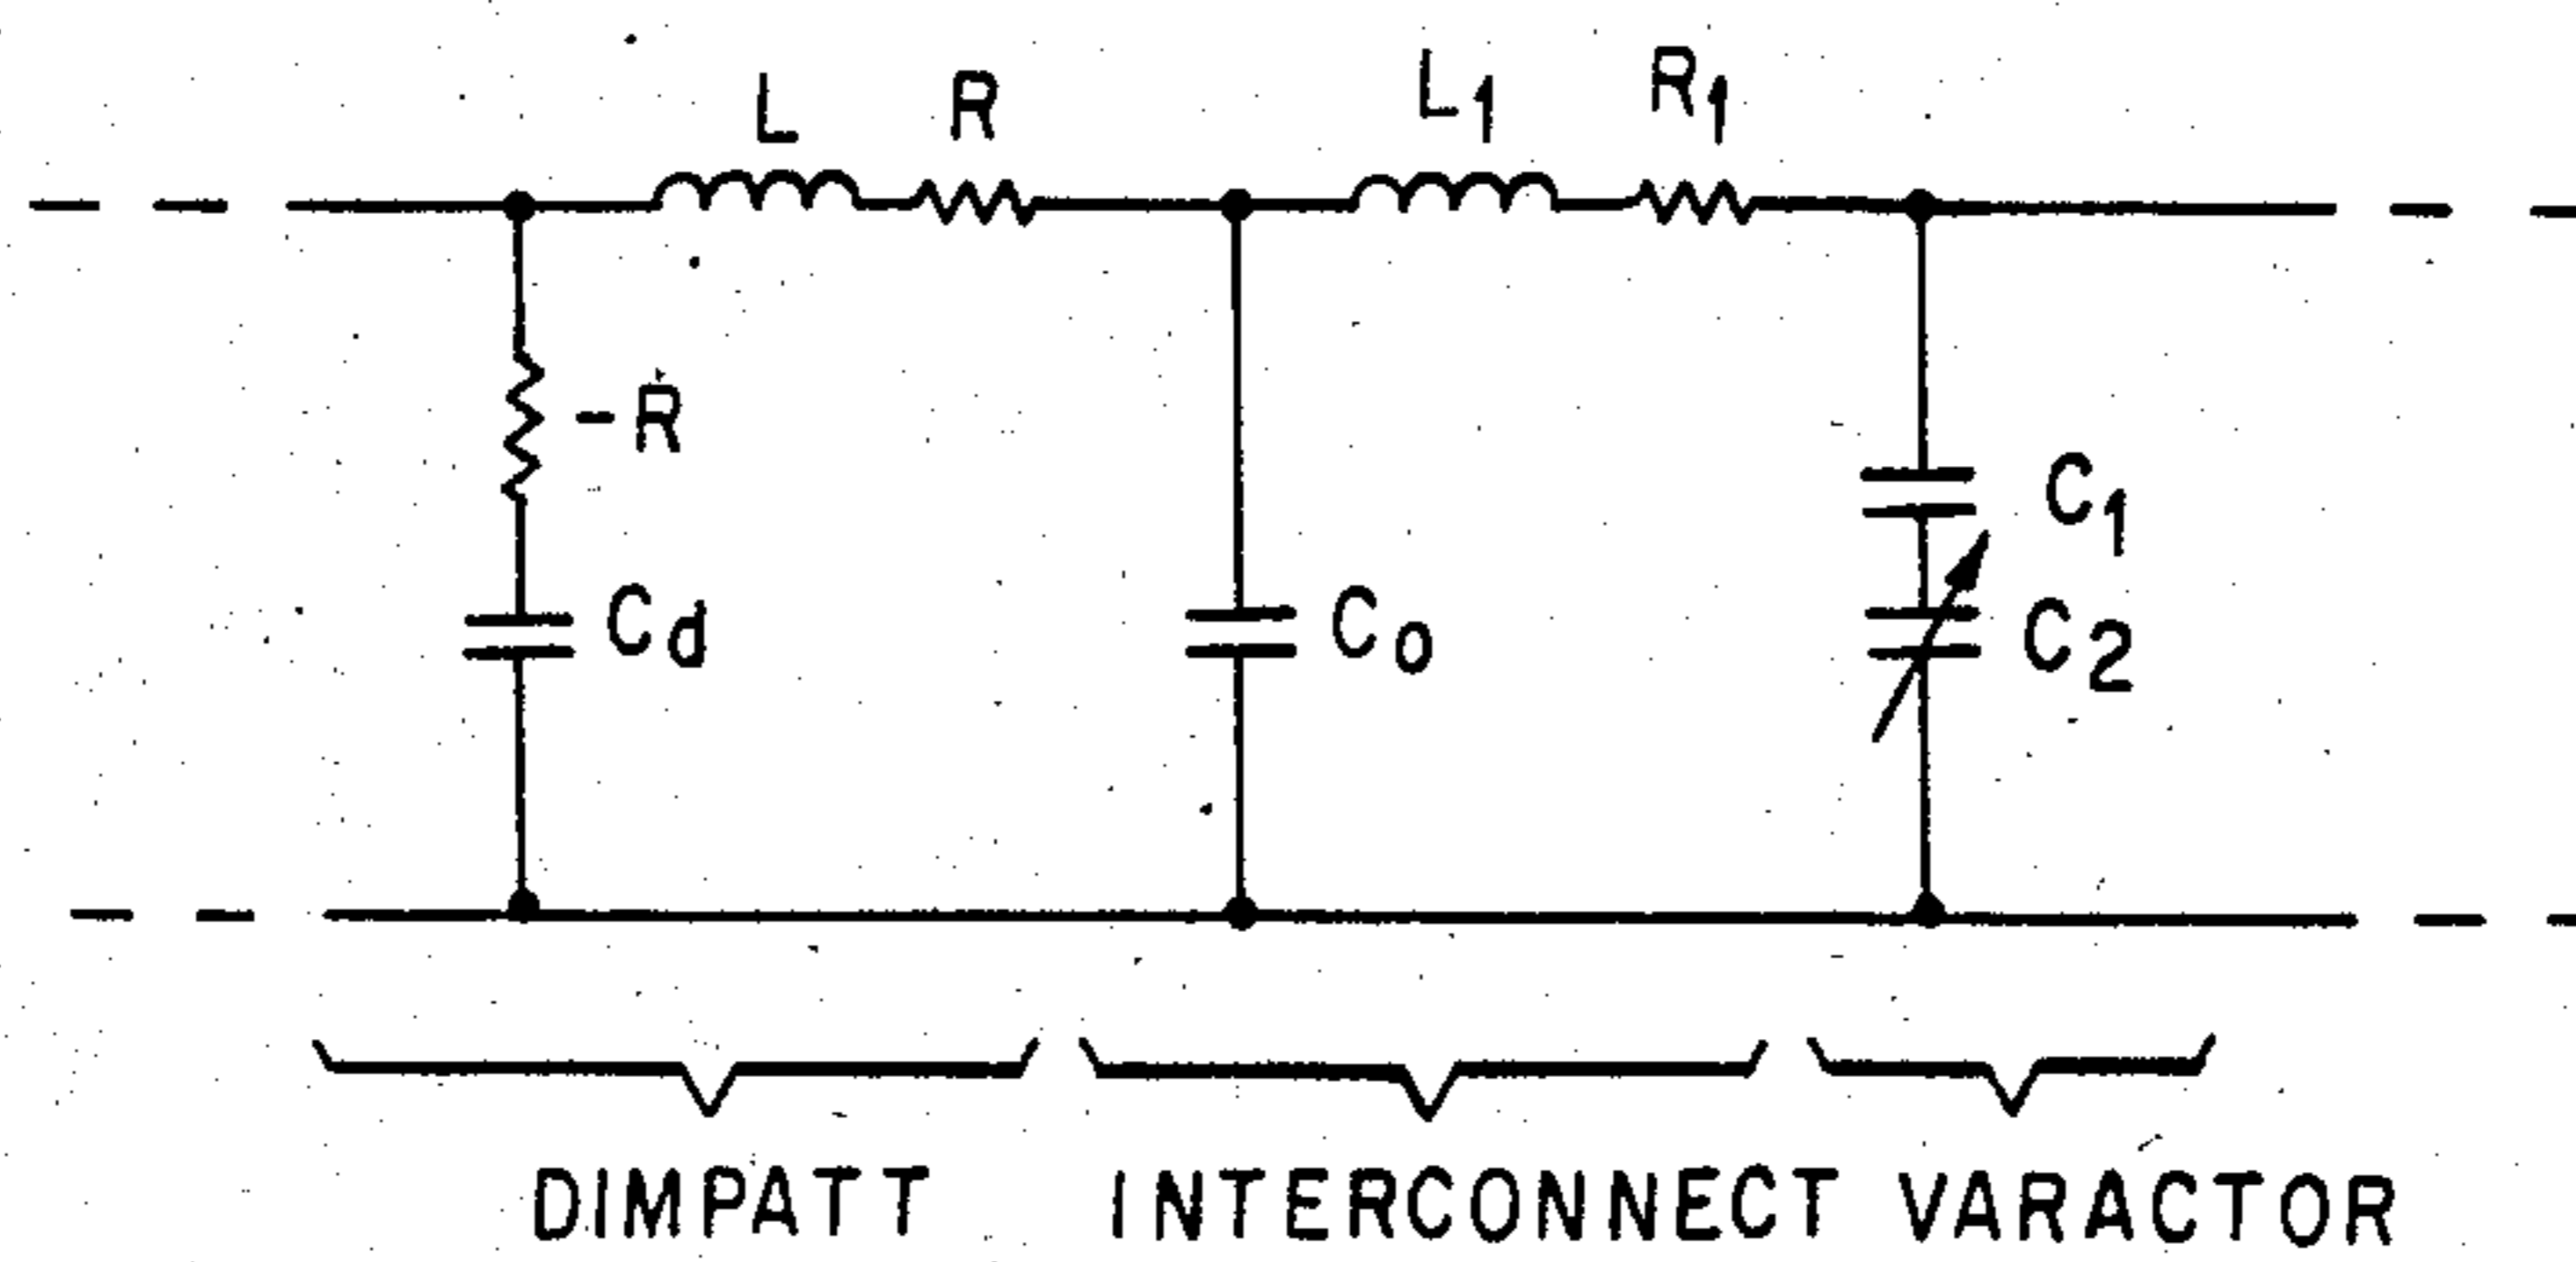 L R L1 R1
-R
C1
Cd Co C2
DIMPATT INTERCONNECT VARACTOR